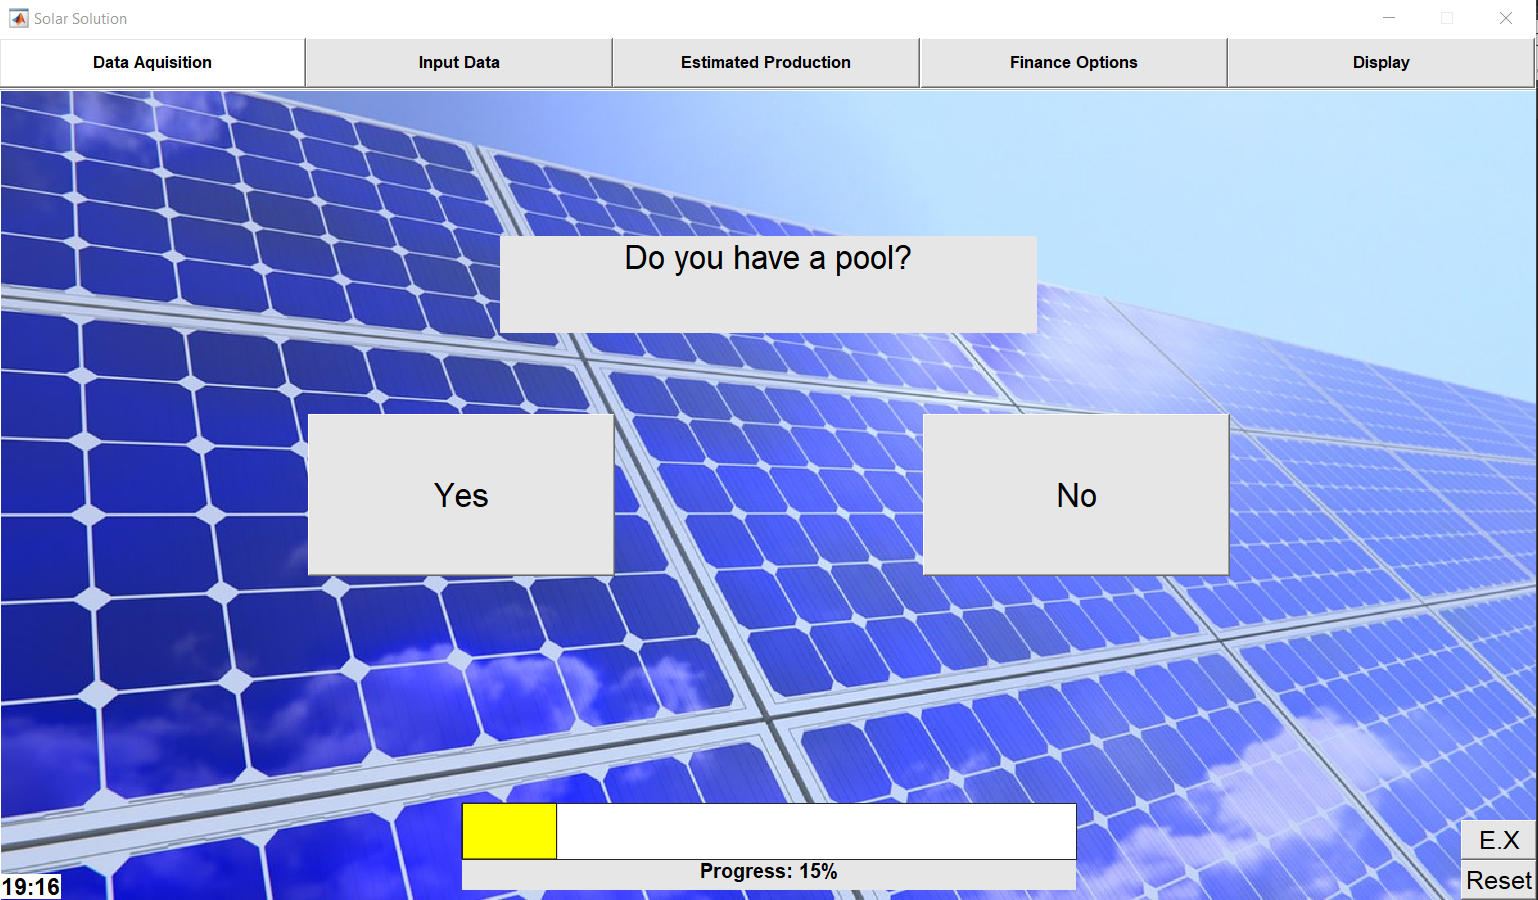 Solar Solution
Data Aquisition
Input Data
Estimated Production
Finance Options
Display
Do you have a pool?
Yes
No
Progress: 15%
E.X
19:16
Reset